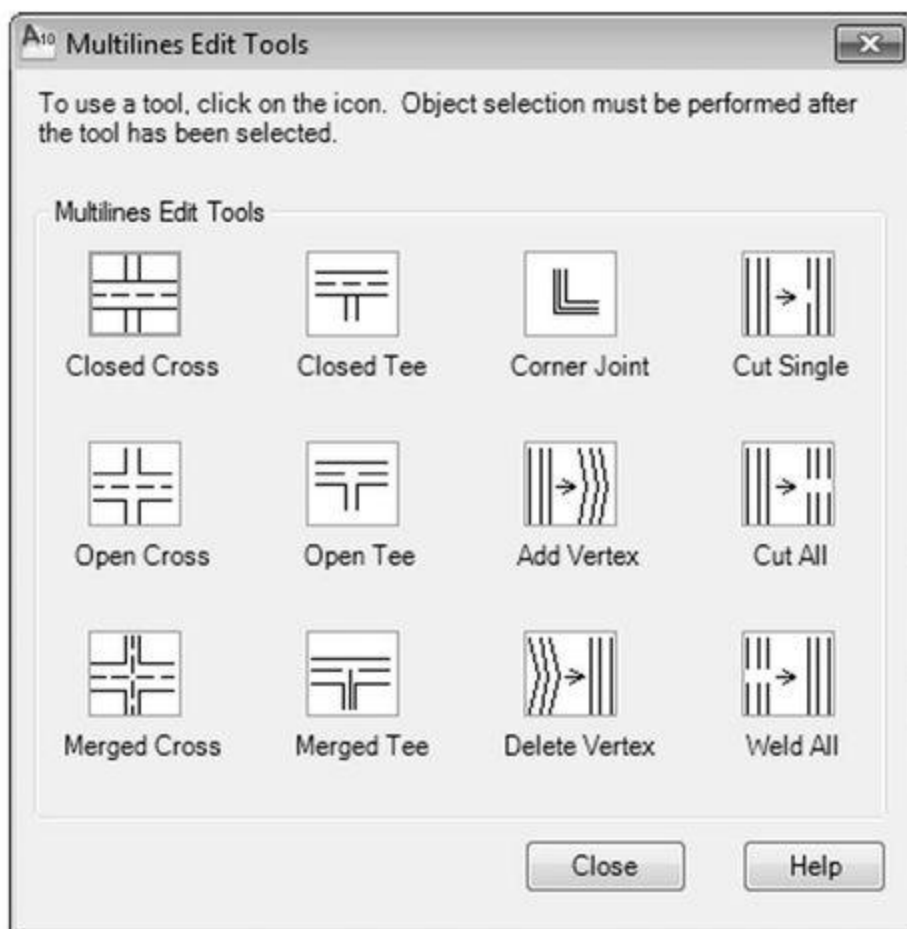 A10 Multilines Edit Tools
To use a tool, click on the icon. Object selection must be performed after
the tool has been selected.
Multilines Edit Tools
Closed Cross Closed Tee Corner Joint Cut Single
Open Cross Open Tee Add Vertex Cut All
Merged Cross Merged Tee Delete Vertex Weld All
Close Help